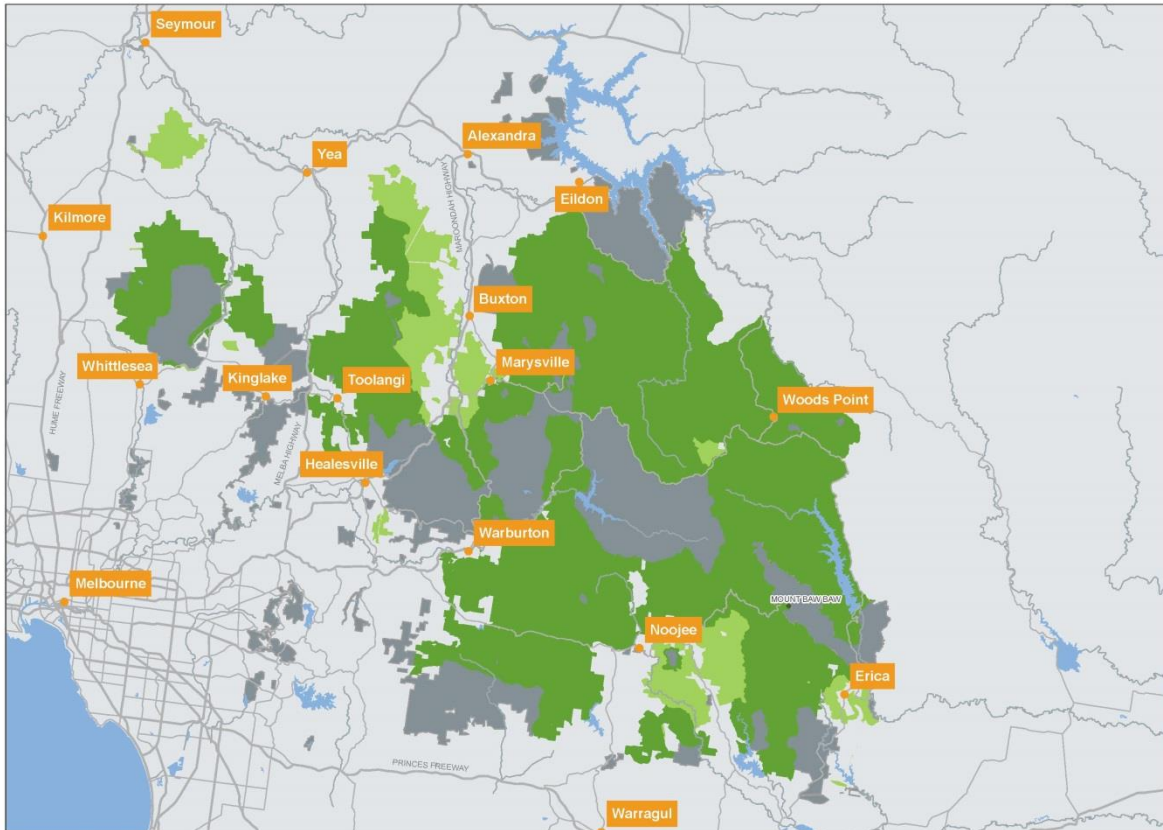 Seymour
Alexandra
Yea
Eildon
MAROONDAH HIGHWAY
Kilmore
Buxton
Whittlesea
Marysville
Kinglake
Toolangi
Woods Point
HUME FREEWAY
MELBA HIGHWAY
Healesville
Warburton
Melbourne
MOUNT BAW BAW
Noojee
Erica
PRINCES FREEWAY
Warragul